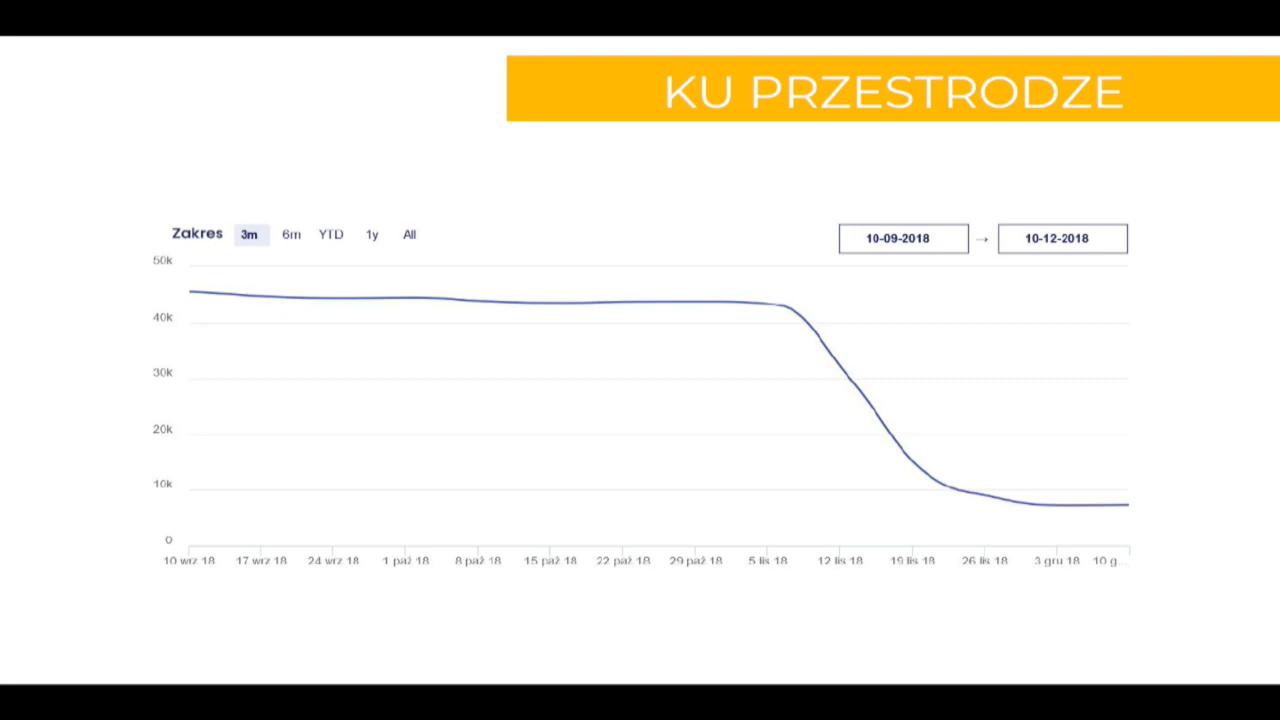 KU PRZESTRODZE
Zakres 3m 6m YTD 1y All 10-09-2018 → 10-12-2018
50k
40k
30k
20k
10k
0
10 wrz 18 17 wrz 18 24 wrz 18 1 paź 18 8 paź 18 15 paź 18 22 paź 18 29 paź 18 5 lis 18 12 lis 18 19 lis 18 26 lis 18 3 gru 18 10 g...